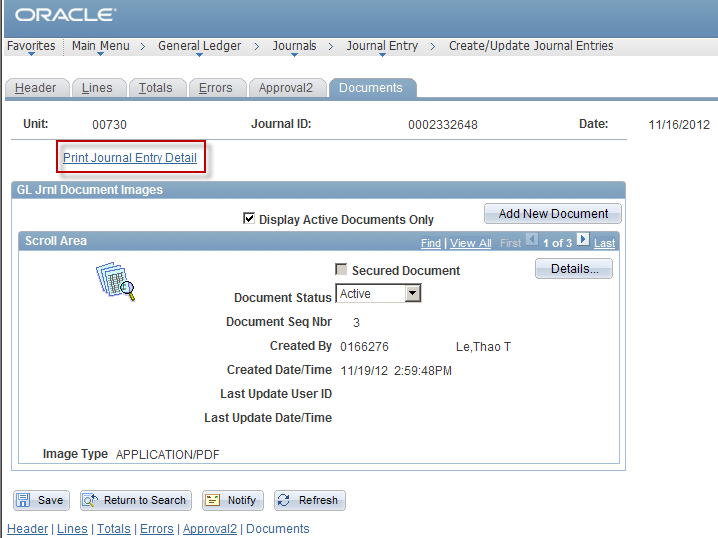 ORACLE
Favorites Main Menu > General Ledger > Journals > Journal Entry > Create/Update Journal Entries
Header Lines Totals Errors Approval2 Documents
Unit: 00730 Journal ID: 0002332648 Date: 11/16/2012
Print Journal Entry Detail
GL Jrnl Document Images
Display Active Documents Only Add New Document
Scroll Area Find | View All First 1 of 3 Last
Secured Document Details...
Document Status Active
Document Seq Nbr 3
Created By 0166276 Le,Thao T
Created Date/Time 11/19/12 2:59:48PM
Last Update User ID
Last Update Date/Time
Image Type APPLICATION/PDF
Save Return to Search Notify Refresh
Header | Lines | Totals | Errors | Approval2 | Documents